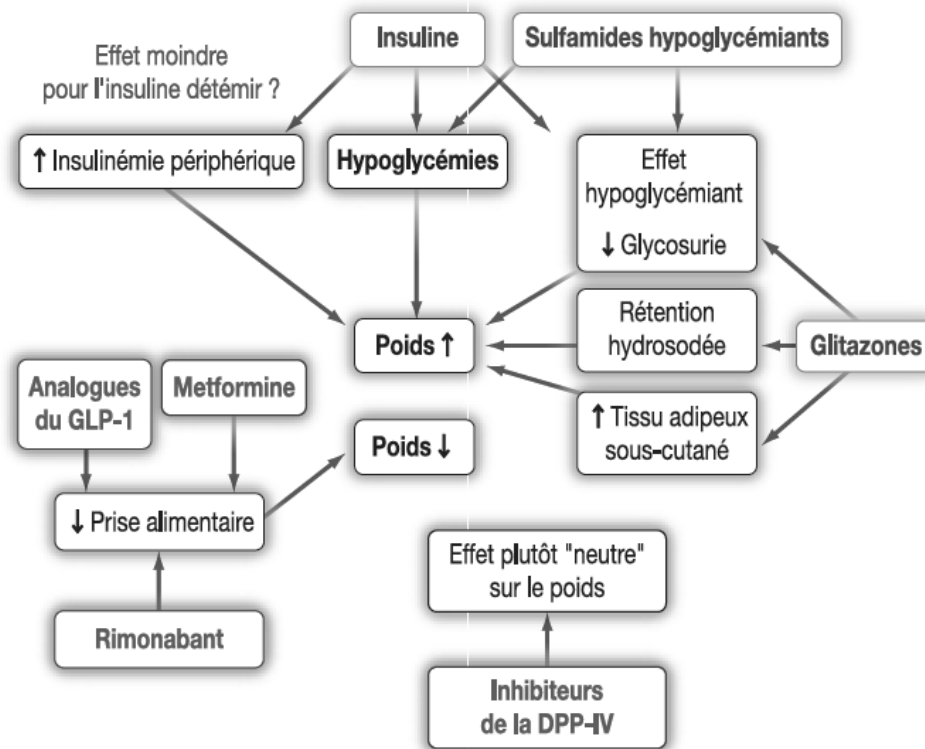 Insuline
Sulfamides hypoglycémiants
Effet moindre
pour l'insuline détémir ?
↑ Insulinémie périphérique
Hypoglycémies
Effet
hypoglycémiant
↓ Glycosurie
Poids ↑
Rétention
hydrosodée
Glitazones
Analogues
du GLP-1
Metformine
↑ Tissu adipeux
sous-cutané
Poids ↓
↓ Prise alimentaire
Effet plutôt "neutre"
sur le poids
Rimonabant
Inhibiteurs
de la DPP-IV